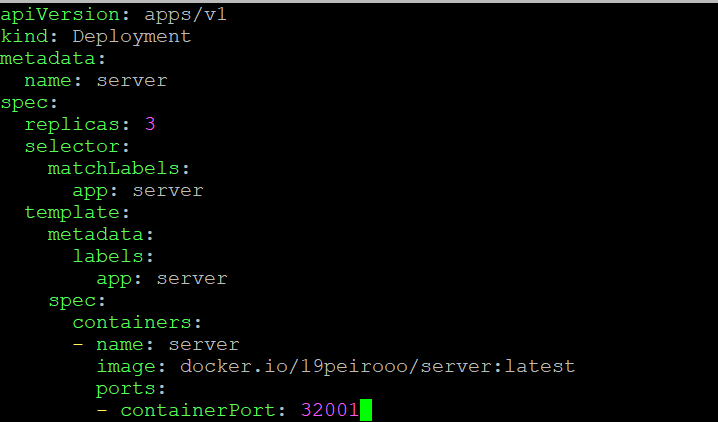 apiVersion: apps/v1
kind: Deployment
metadata:
  name: server
spec:
  replicas: 3
  selector:
    matchLabels:
      app: server
  template:
    metadata:
      labels:
        app: server
    spec:
      containers:
      - name: server
        image: docker.io/19peirooo/server:latest
        ports:
        - containerPort: 32001